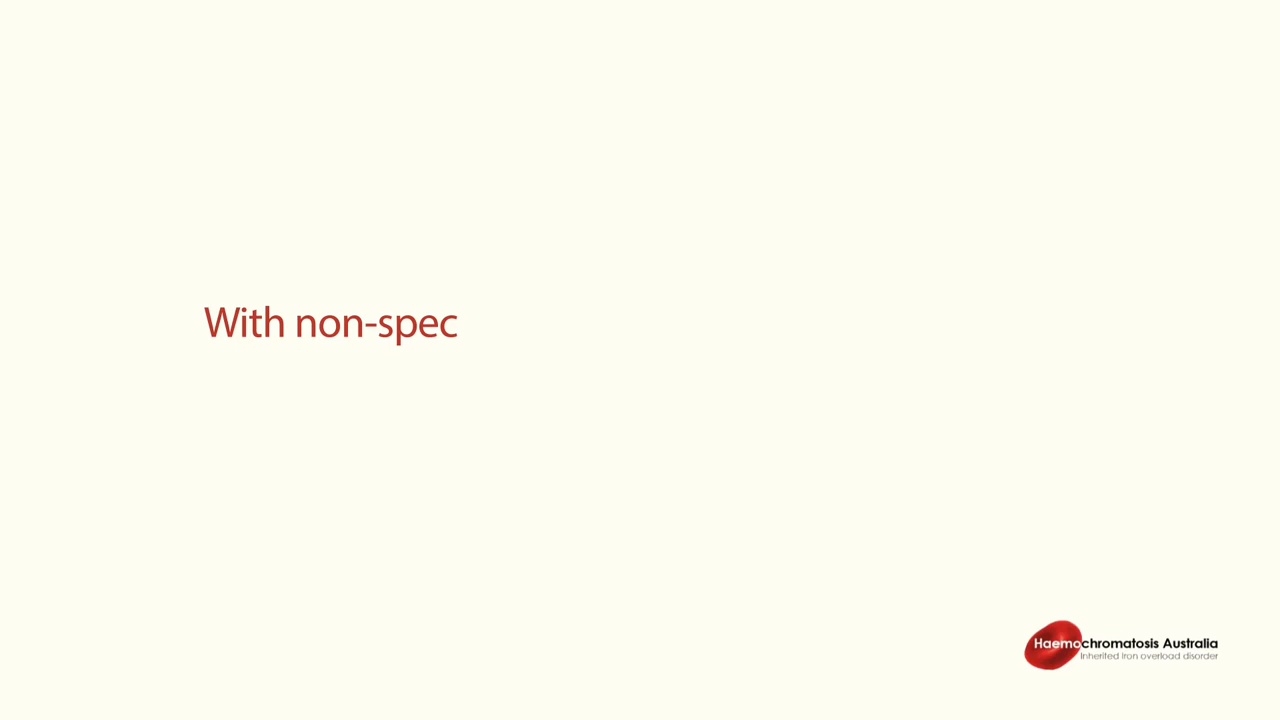 With non-spec
Haemochromatosis Australia
Inherited iron overload disorder